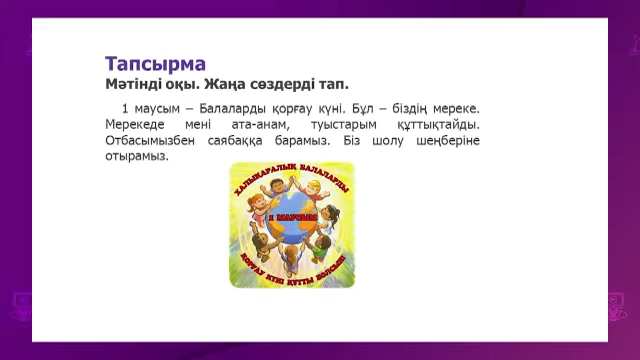 Тапсырма
Мәтінді оқы. Жаңа сөздерді тап.
1 маусым – Балаларды қорғау күні. Бұл – біздің мереке.
Мерекеде мені ата-анам, туыстарым құттықтайды.
Отбасымызбен саябаққа барамыз. Біз шолу шеңберіне
отырамыз.
ХАЛЫҚАРАЛЫҚ БАЛАЛАРДЫ
1 МАУСЫМ
ҚОРҒАУ КҮНІ ҚҰТТЫ БОЛСЫН!